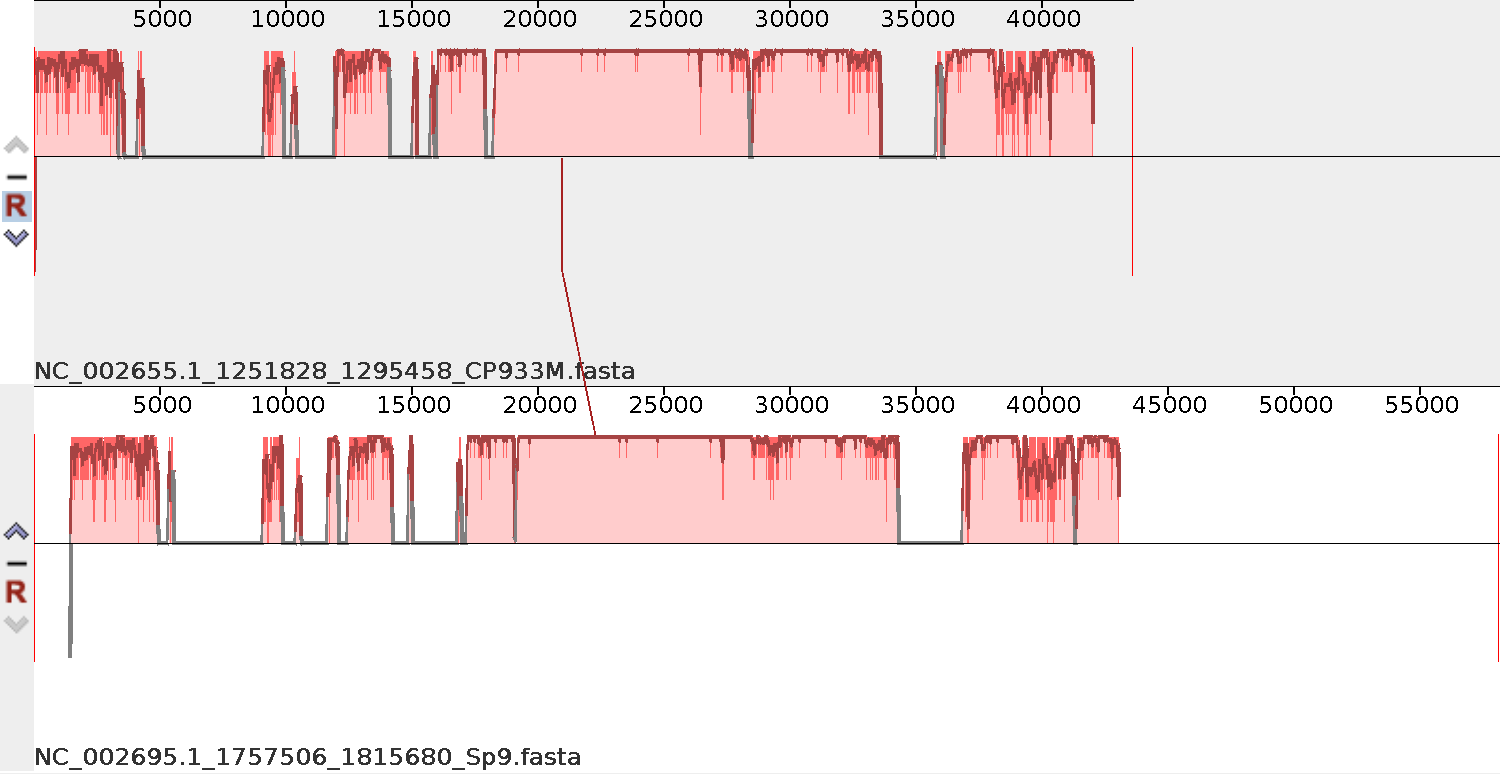 5000 10000 15000 20000 25000 30000 35000 40000
R
NC_002655.1_1251828_1295458_CP933M.fasta
5000 10000 15000 20000 25000 30000 35000 40000 45000 50000 55000
R
NC_002695.1_1757506_1815680_Sp9.fasta